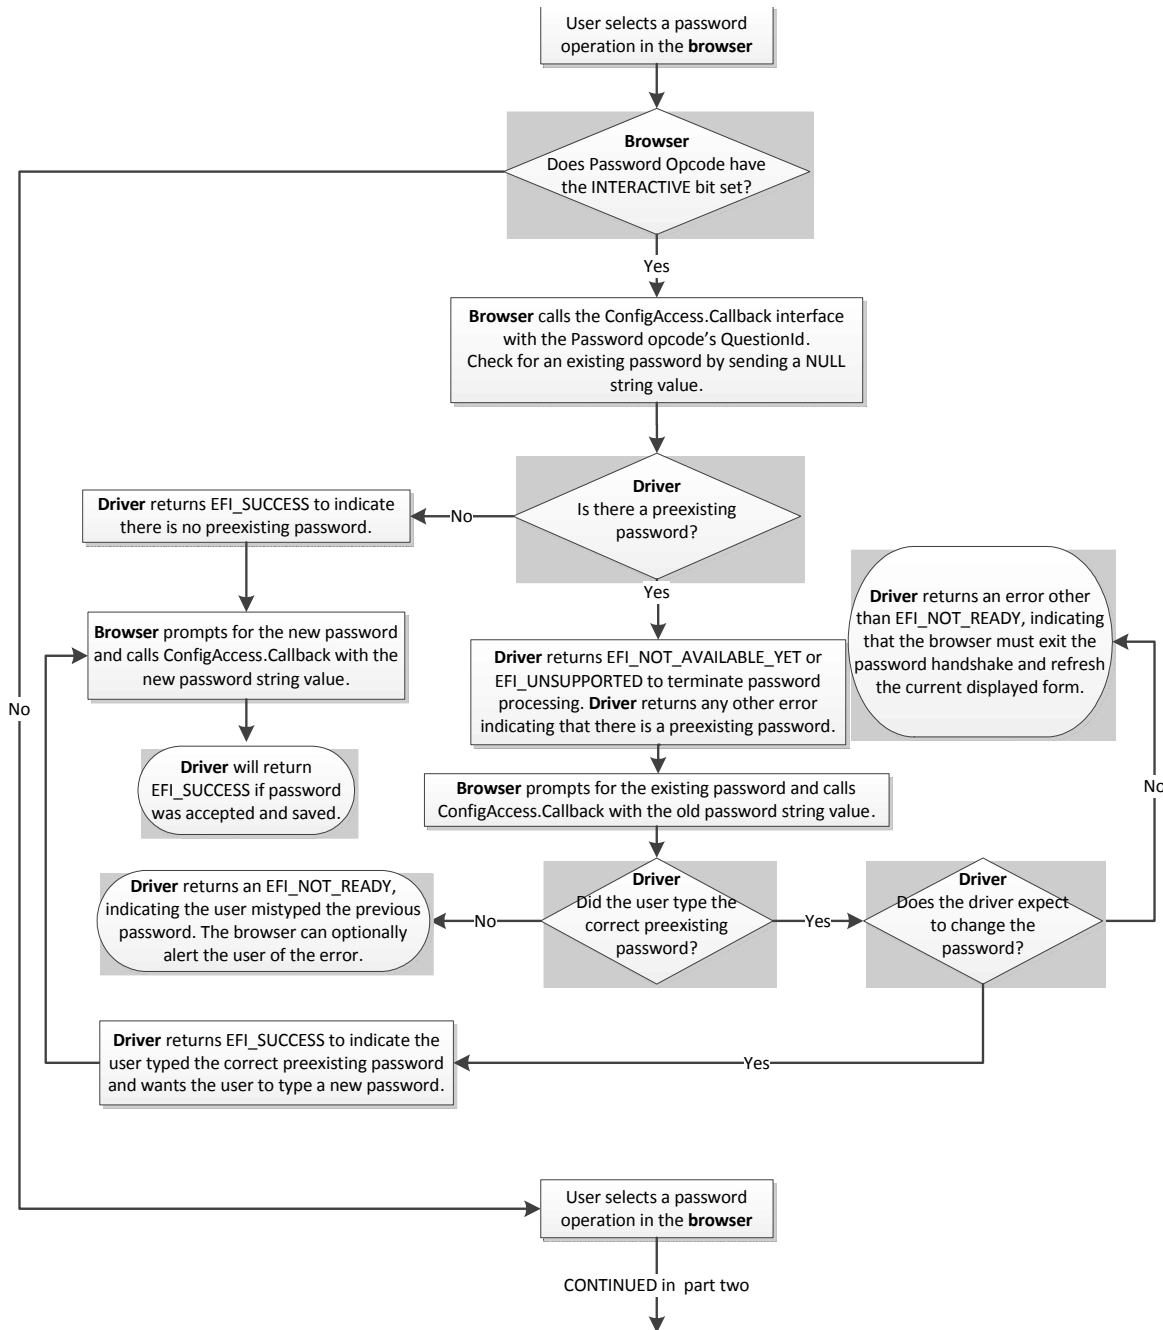 User selects a password
operation in the browser
Browser
Does Password Opcode have
the INTERACTIVE bit set?
Yes
Browser calls the ConfigAccess.Callback interface
with the Password opcode's QuestionId.
Check for an existing password by sending a NULL
string value.
Driver
Is there a preexisting
password?
No
Driver returns EFI_SUCCESS to indicate
there is no preexisting password.
Yes
Driver returns an error other
than EFI_NOT_READY, indicating
that the browser must exit the
password handshake and refresh
the current displayed form.
Browser prompts for the new password
and calls ConfigAccess.Callback with the
new password string value.
Driver returns EFI_NOT_AVAILABLE_YET or
EFI_UNSUPPORTED to terminate password
processing. Driver returns any other error
indicating that there is a preexisting password.
No
Driver will return
EFI_SUCCESS if password
was accepted and saved.
Browser prompts for the existing password and calls
ConfigAccess.Callback with the old password string value.
No
Driver returns an EFI_NOT_READY,
indicating the user mistyped the previous
password. The browser can optionally
alert the user of the error.
No
Driver
Did the user type the
correct preexisting
password?
Yes
Driver
Does the driver expect
to change the
password?
Driver returns EFI_SUCCESS to indicate the
user typed the correct preexisting password
and wants the user to type a new password.
Yes
User selects a password
operation in the browser
CONTINUED in part two